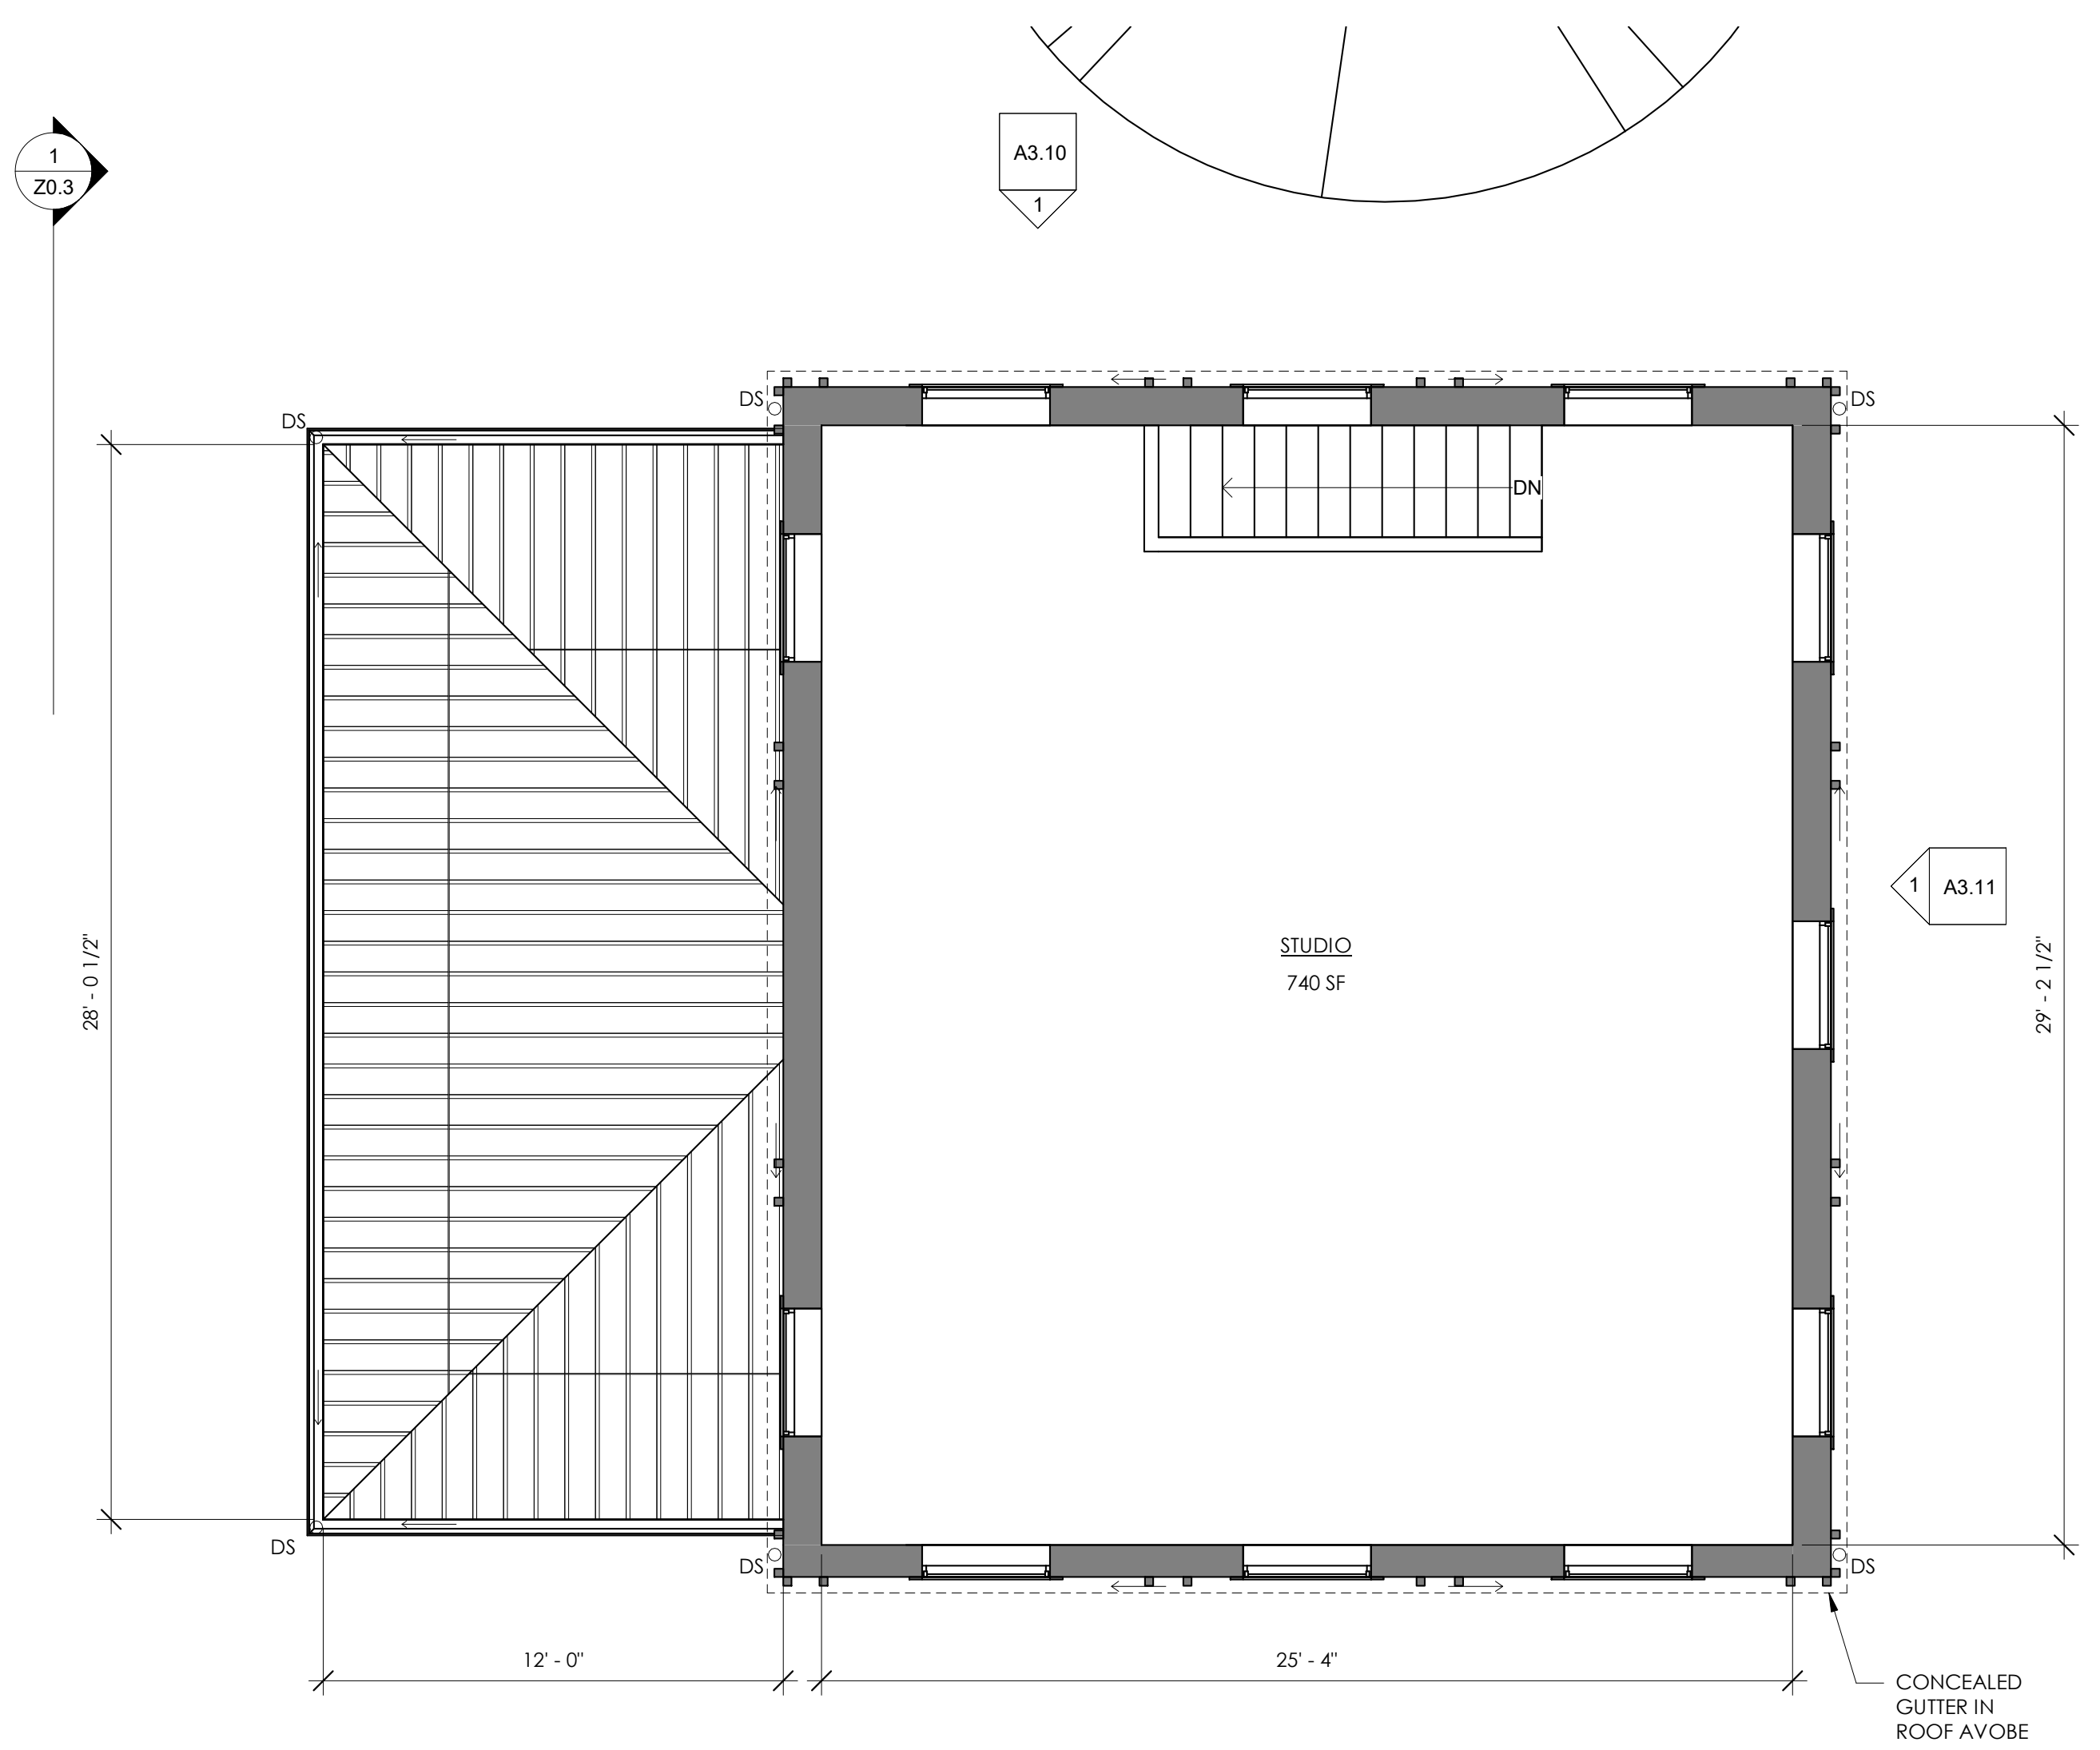 A3.10
1
1
Z0.3
DS
DS
DS
DN
1
A3.11
28' - 0 1/2"
STUDIO
740 SF
29' - 2 1/2"
DS
DS
DS
12' - 0"
25' - 4"
CONCEALED
GUTTER IN
ROOF AVOBE